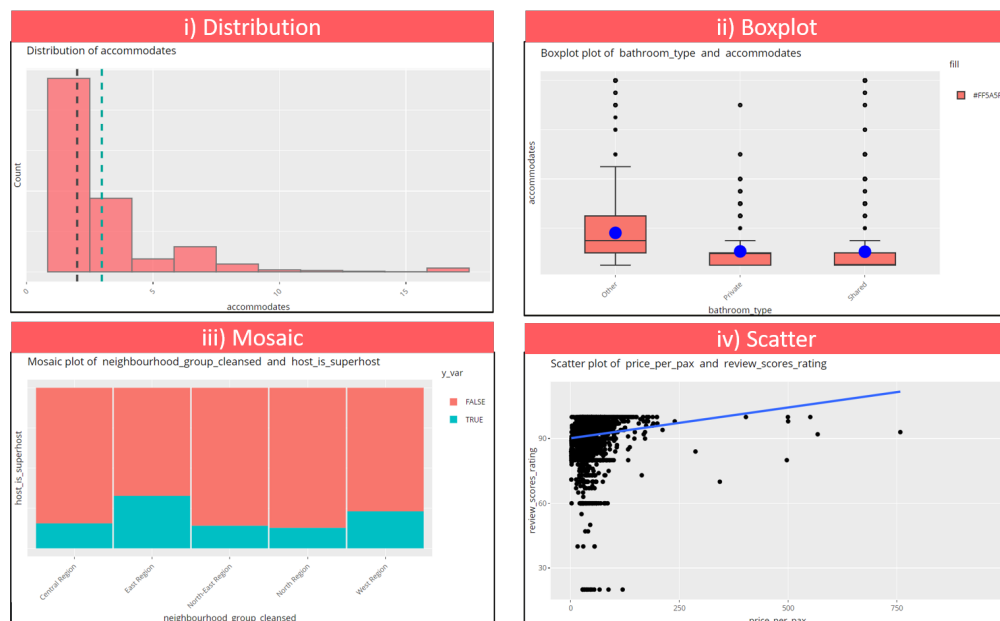 i) Distribution
Distribution of accommodates
Count
0
5
10
15
accommodates
ii) Boxplot
Boxplot plot of bathroom_type and accommodates
fill
#FF5A5F
accommodates
Other
Private
Shared
bathroom_type
iii) Mosaic
Mosaic plot of neighbourhood_group_cleansed and host_is_superhost
y_var
FALSE
TRUE
host_is_superhost
Central Region
East Region
North-East Region
North Region
West Region
neighbourhood_group_cleansed
iv) Scatter
Scatter plot of price_per_pax and review_scores_rating
review_scores_rating
90
60
30
0
250
500
750
price_per_pax